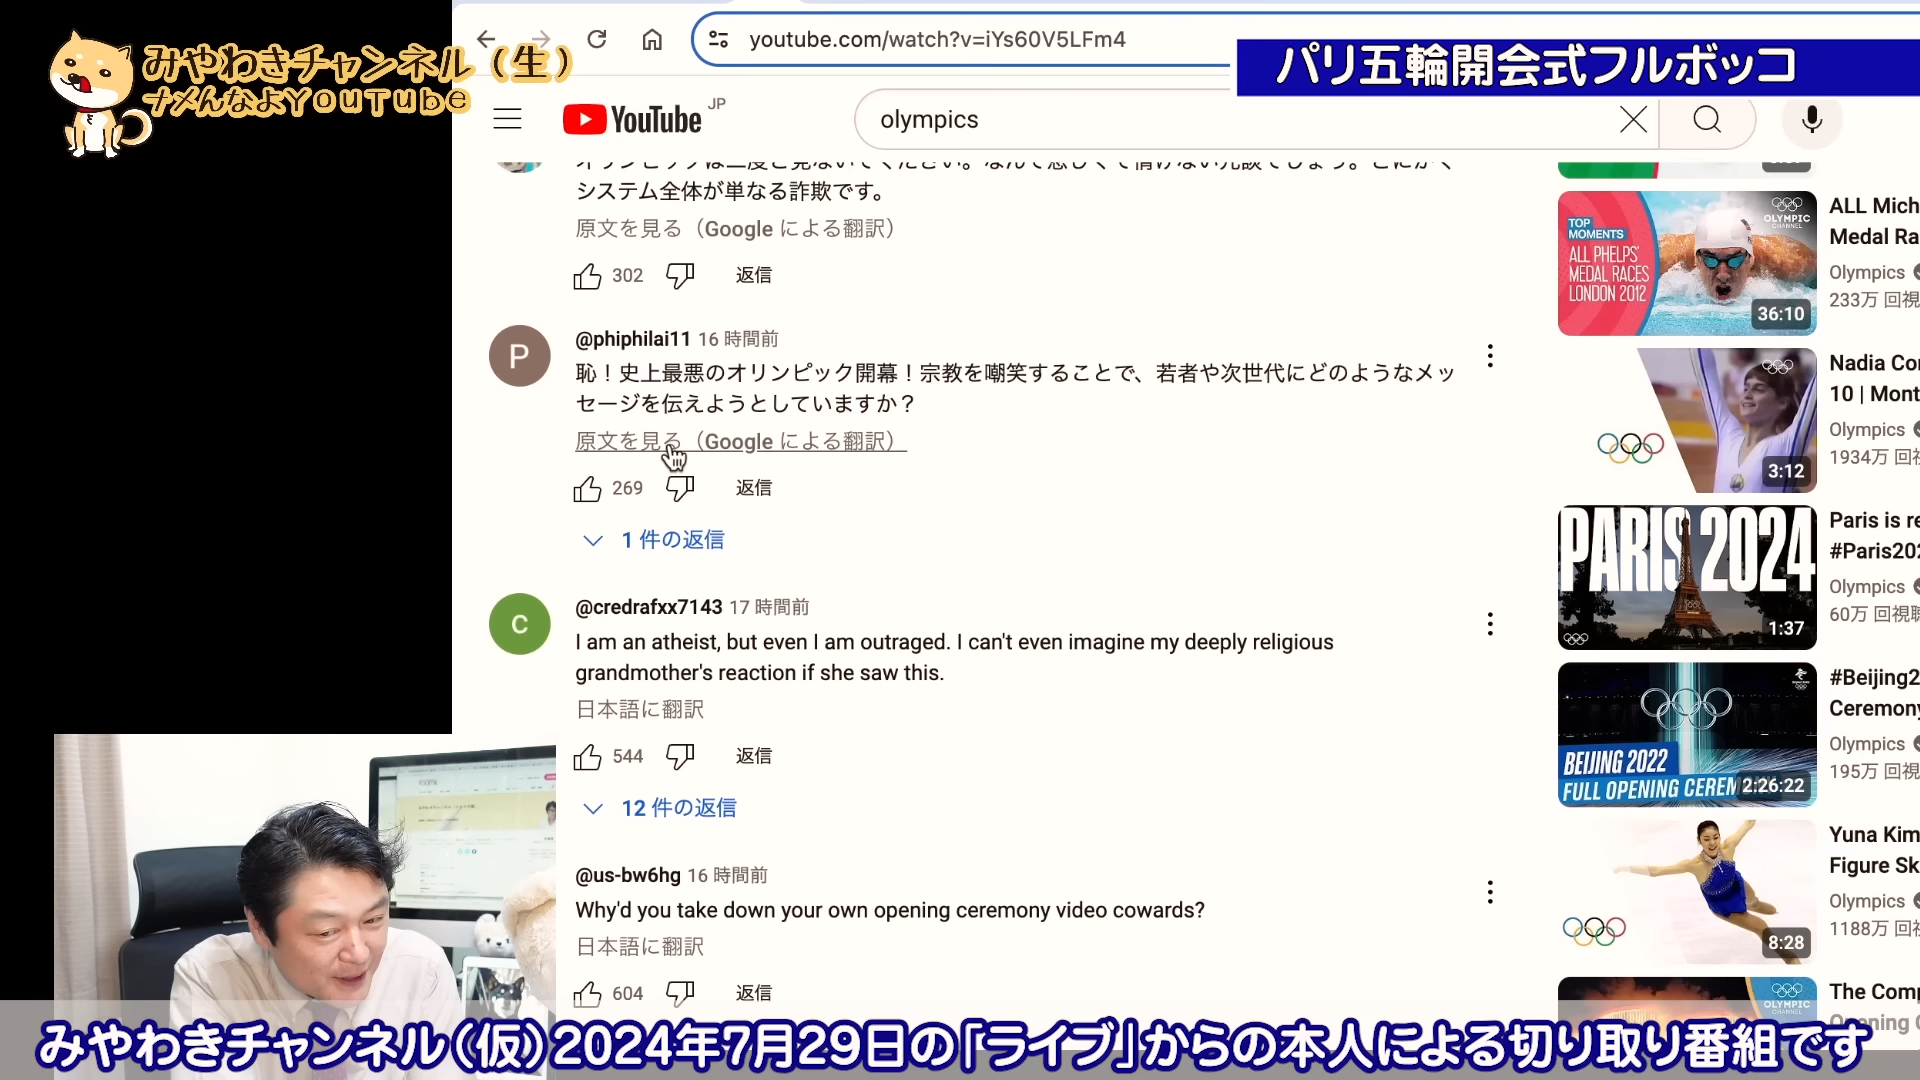 みやわきチャンネル（生）
ナメんなよYouTube
youtube.com/watch?v=iYs60V5LFm4
パリ五輪開会式フルボッコ
YouTube JP
olympics
システム全体が単なる詐欺です。
原文を見る（Google による翻訳）
302 返信
@phiphilai11 16 時間前
恥！史上最悪のオリンピック開幕！宗教を嘲笑することで、若者や次世代にどのようなメッ
セージを伝えようとしていますか？
原文を見る（Google による翻訳）
269 返信
1 件の返信
@credrafxx7143 17 時間前
I am an atheist, but even I am outraged. I can't even imagine my deeply religious
grandmother's reaction if she saw this.
日本語に翻訳
544 返信
12 件の返信
@us-bw6hg 16 時間前
Why'd you take down your own opening ceremony video cowards?
日本語に翻訳
604 返信
P
C
TOP
MOMENTS
ALL PHELPS'
MEDAL RACES
LONDON 2012
OLYMPIC
CHANNEL
36:10
ALL Mich
Medal Ra
Olympics
233万 回視
3:12
Nadia Co
10 | Mont
Olympics
1934万 回視
PARIS 2024
1:37
Paris is re
#Paris202
Olympics
60万 回視聴
BEIJING 2022
FULL OPENING CEREM
2:26:22
#Beijing2
Ceremony
Olympics
195万 回視
8:28
Yuna Kim
Figure Sk
Olympics
1188万 回視
OLYMPIC
CHANNEL
The Comp
Opening
みやわきチャンネル（仮）2024年7月29日の「ライブ」からの本人による切り取り番組です